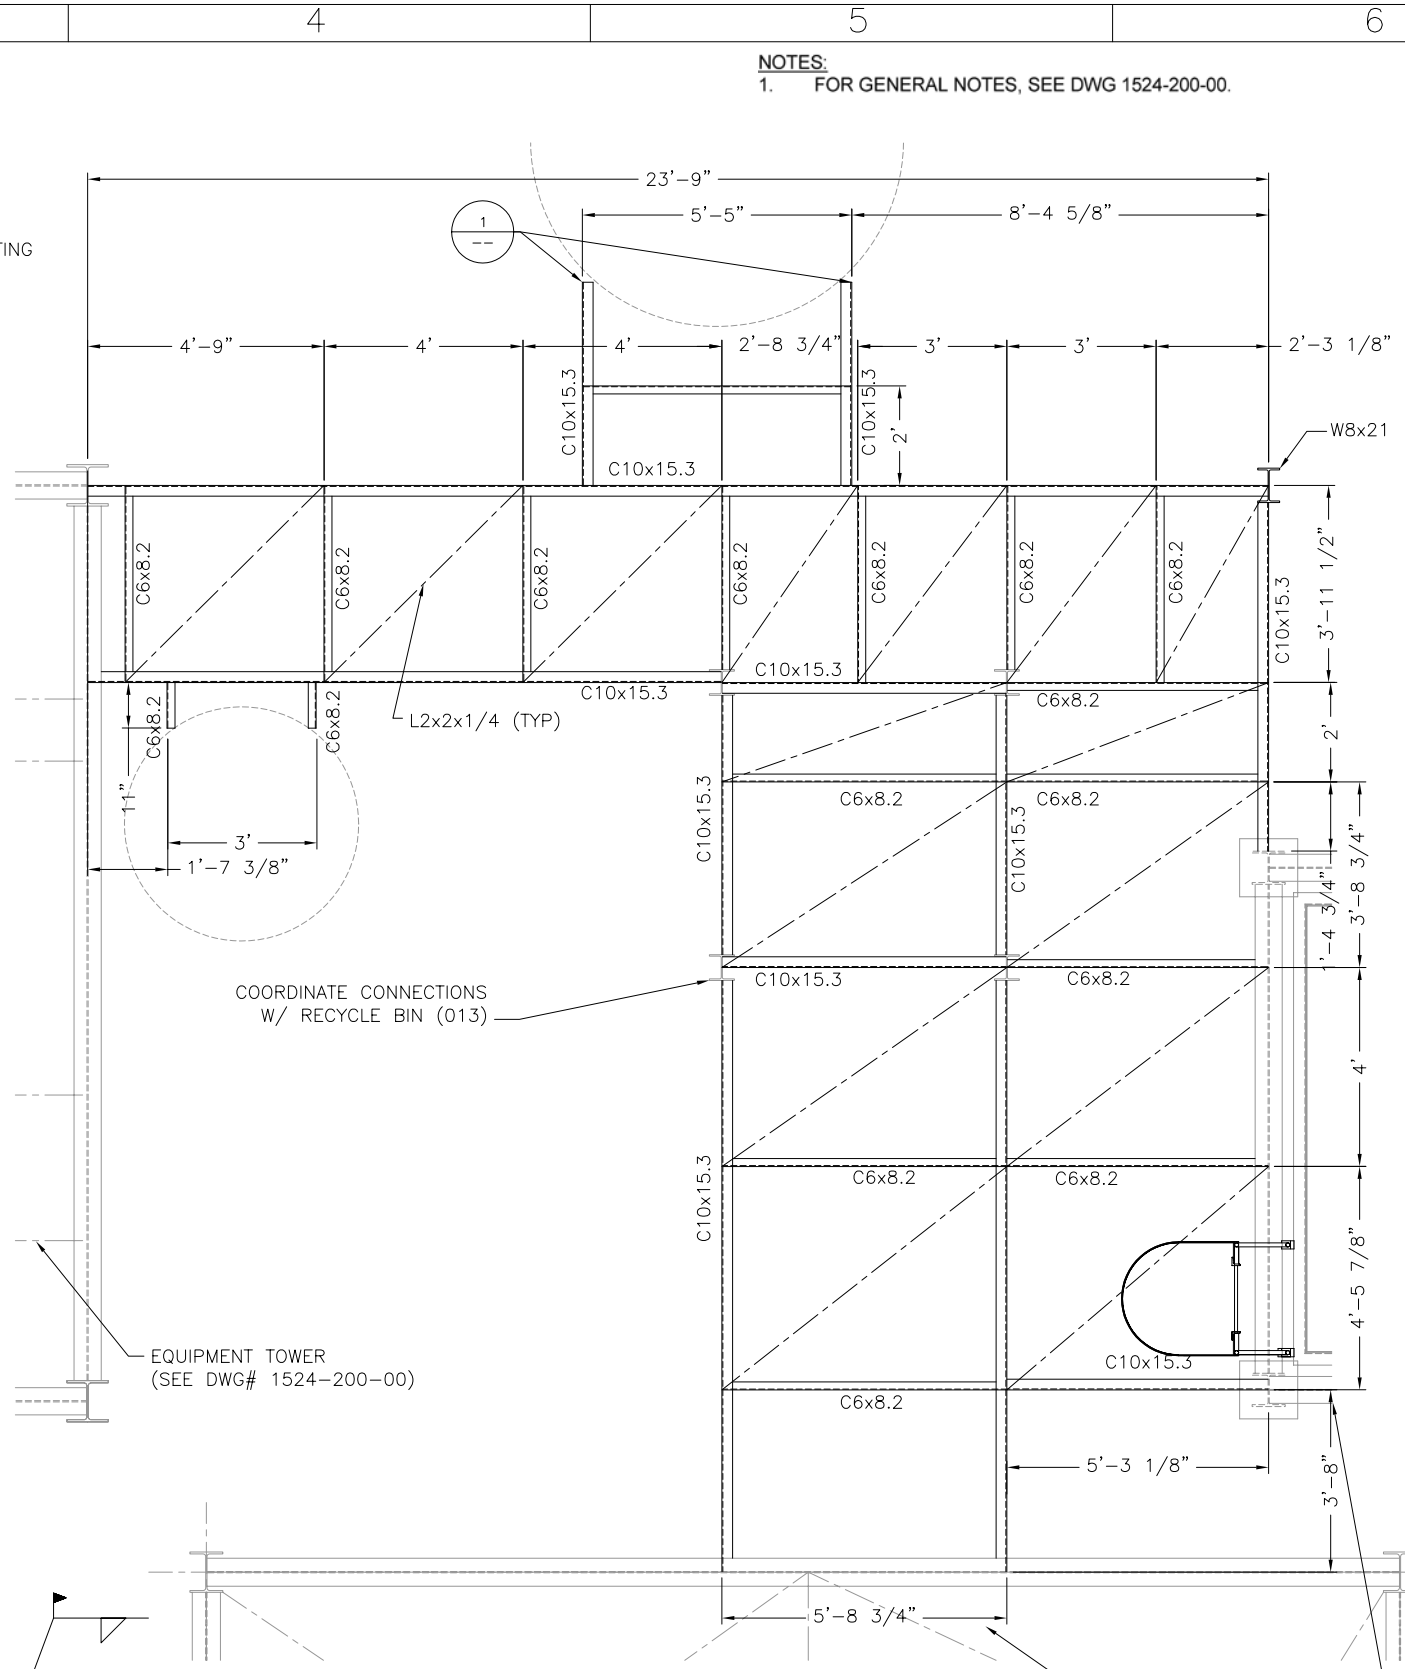 4
5
6
NOTES:
1. FOR GENERAL NOTES, SEE DWG 1524-200-00.
23'-9"
5'-5"
8'-4 5/8"
1
--
TING
4'-9"
4'
4'
2'-8 3/4"
3'
3'
2'-3 1/8"
C10x15.3
C10x15.3
2'
W8x21
C10x15.3
C6x8.2
C6x8.2
C6x8.2
C6x8.2
C6x8.2
C6x8.2
C6x8.2
C10x15.3
3'-11 1/2"
C10x15.3
C10x15.3
C6x8.2
C6x8.2
C6x8.2
L2x2x1/4 (TYP)
2'
11"
C10x15.3
C6x8.2
C6x8.2
C10x15.3
3'
1'-7 3/8"
1'-4 3/4"
3'-8 3/4"
COORDINATE CONNECTIONS
W/ RECYCLE BIN (013)
C10x15.3
C6x8.2
4'
C10x15.3
C6x8.2
C6x8.2
4'-5 7/8"
EQUIPMENT TOWER
(SEE DWG# 1524-200-00)
C10x15.3
C6x8.2
5'-3 1/8"
3'-8"
5'-8 3/4"